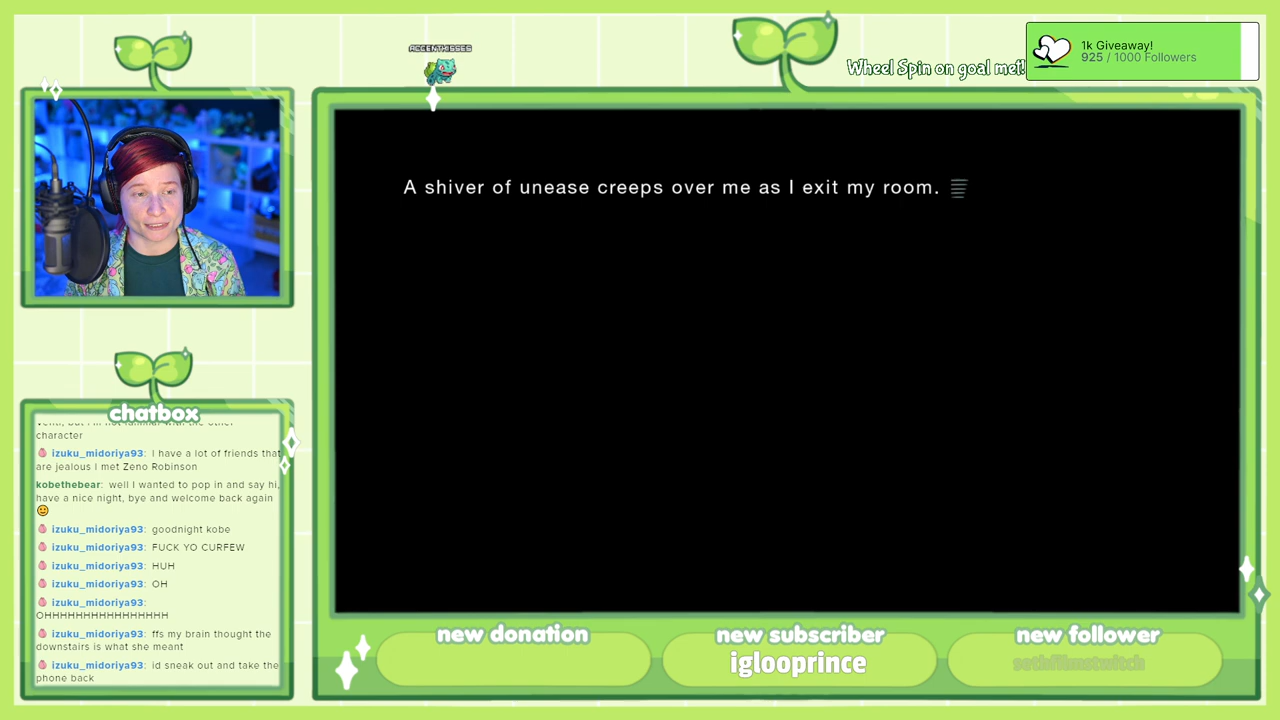 ACCENTKISSES
Wheel Spin on goal met!
1k Giveaway!
925 / 1000 Followers
A shiver of unease creeps over me as I exit my room.
chatbox
character
izuku_midoriya93: I have a lot of friends that
are jealous I met Zeno Robinson
kobethebear: well I wanted to pop in and say hi,
have a nice night, bye and welcome back again
izuku_midoriya93: goodnight kobe
izuku_midoriya93: FUCK YO CURFEW
izuku_midoriya93: HUH
izuku_midoriya93: OH
izuku_midoriya93:
OHHHHHHHHHHHHHHHH
izuku_midoriya93: ffs my brain thought the
downstairs is what she meant
izuku_midoriya93: id sneak out and take the
phone back
new donation
new subscriber
iglooprince
new follower